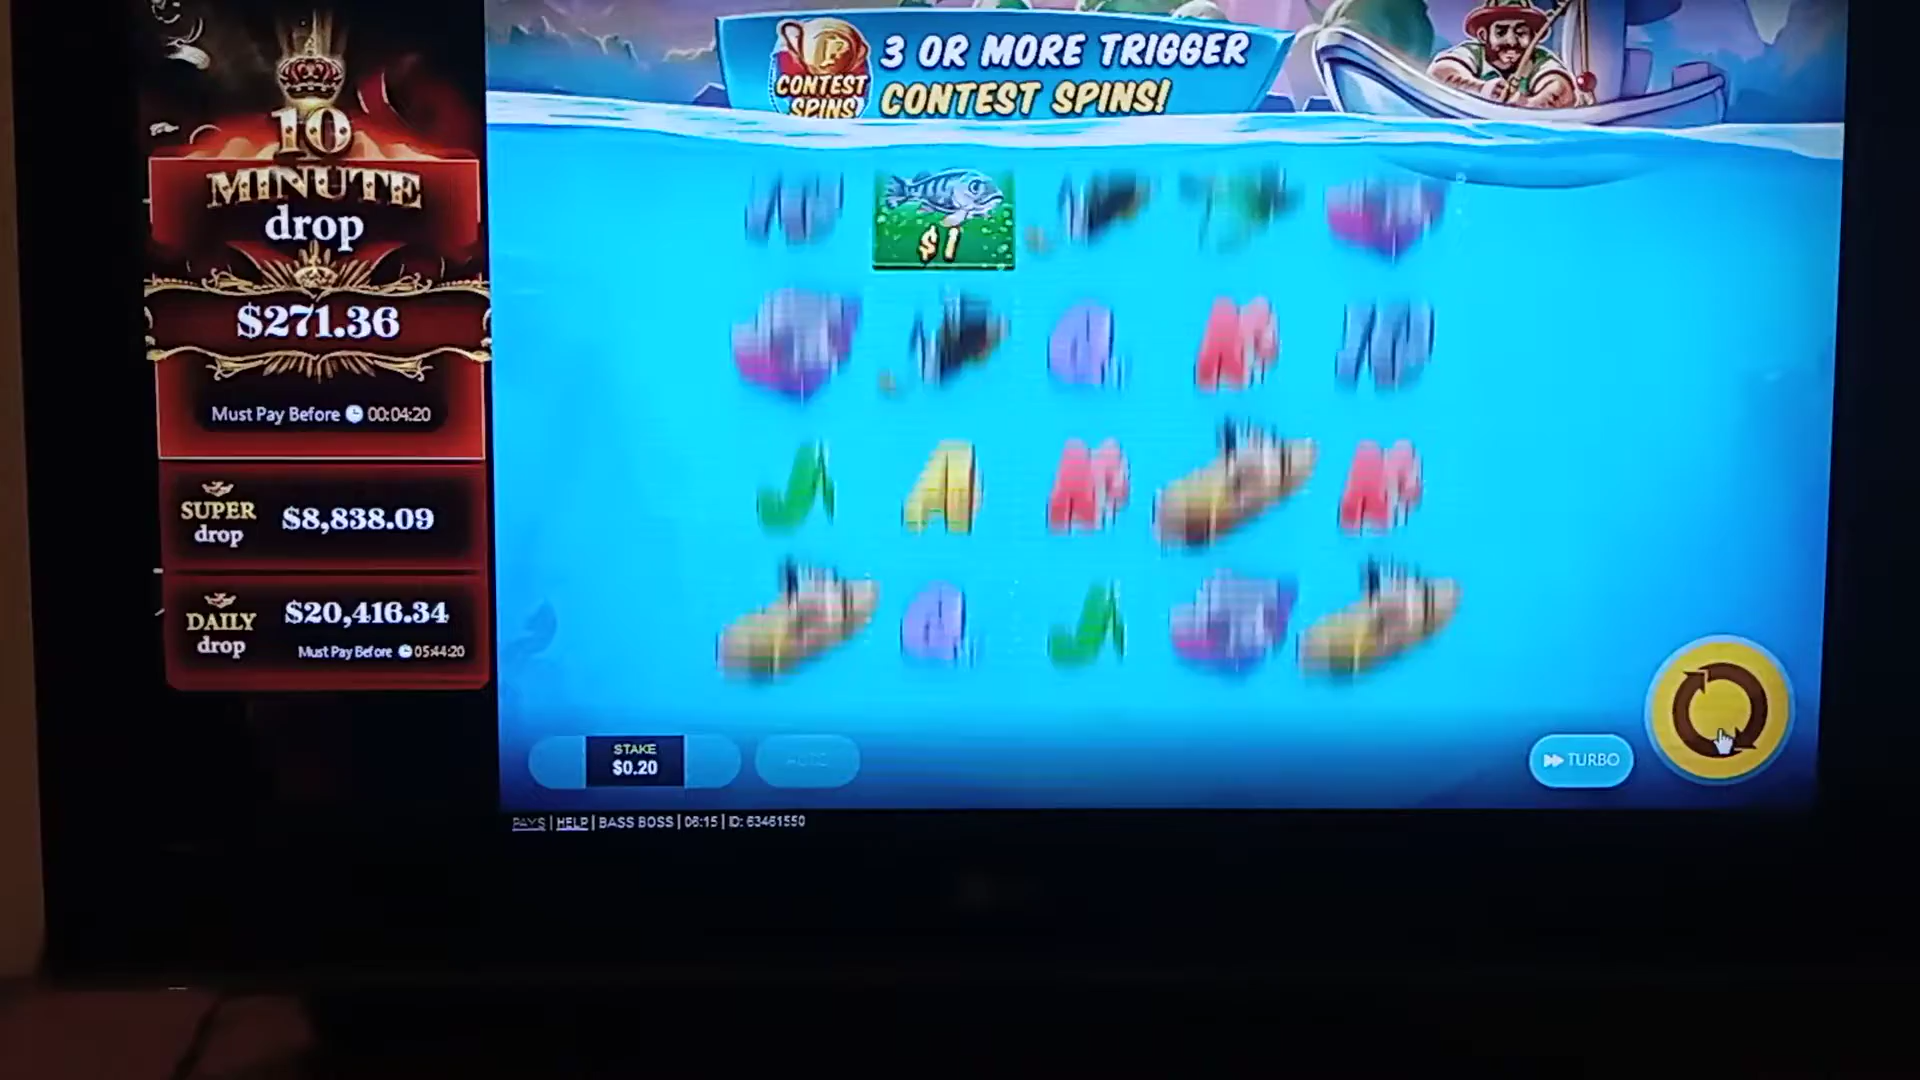 10
MINUTE
drop
$271.36
Must Pay Before 00:04:20
SUPER
drop
$8,838.09
DAILY
drop
$20,416.34
Must Pay Before 05:44:20
CONTEST
SPINS
3 OR MORE TRIGGER
CONTEST SPINS!
$1
STAKE
$0.20
TURBO
PAYS | HELP | BASS BOSS | 06:15 | ID: 63461550